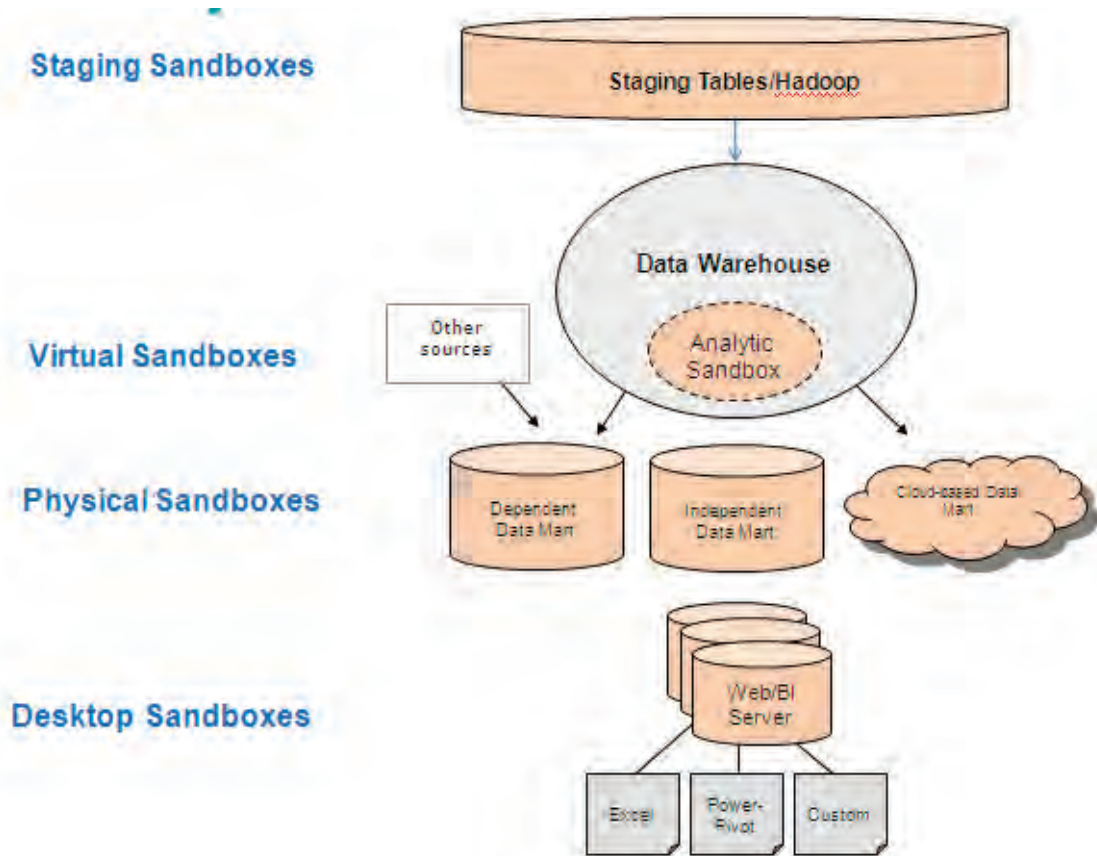 Staging Sandboxes
Staging Tables/Hadoop
Data Warehouse
Other
sources
Virtual Sandboxes
Analytic
Sandbox
Physical Sandboxes
Dependent
Data Mart
Independent
Data Mart
Cloud-based Data
Mart
Desktop Sandboxes
Web/BI
Server
Excel
Power-
Pivot
Custom